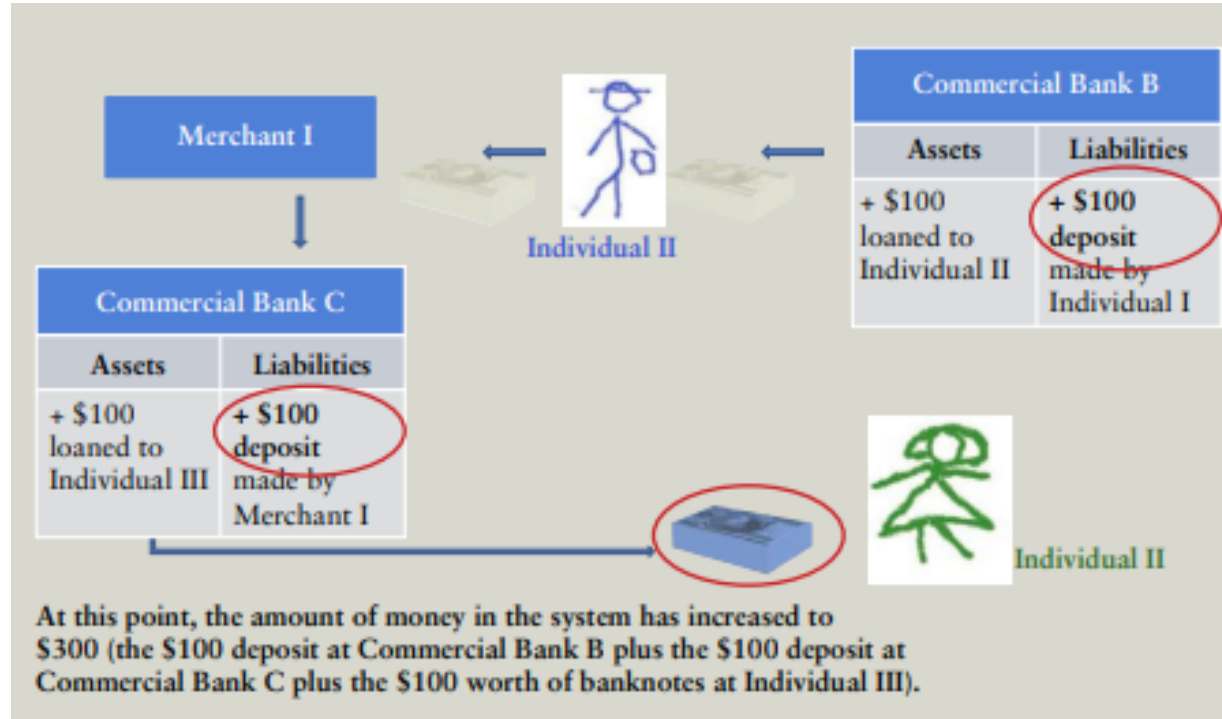 Commercial Bank B
Assets
Liabilities
+ $100
loaned to
Individual II
+ $100
deposit
made by
Individual I
Merchant I
Individual II
Commercial Bank C
Assets
Liabilities
+ $100
loaned to
Individual III
+ $100
deposit
made by
Merchant I
Individual II
At this point, the amount of money in the system has increased to
$300 (the $100 deposit at Commercial Bank B plus the $100 deposit at
Commercial Bank C plus the $100 worth of banknotes at Individual III).